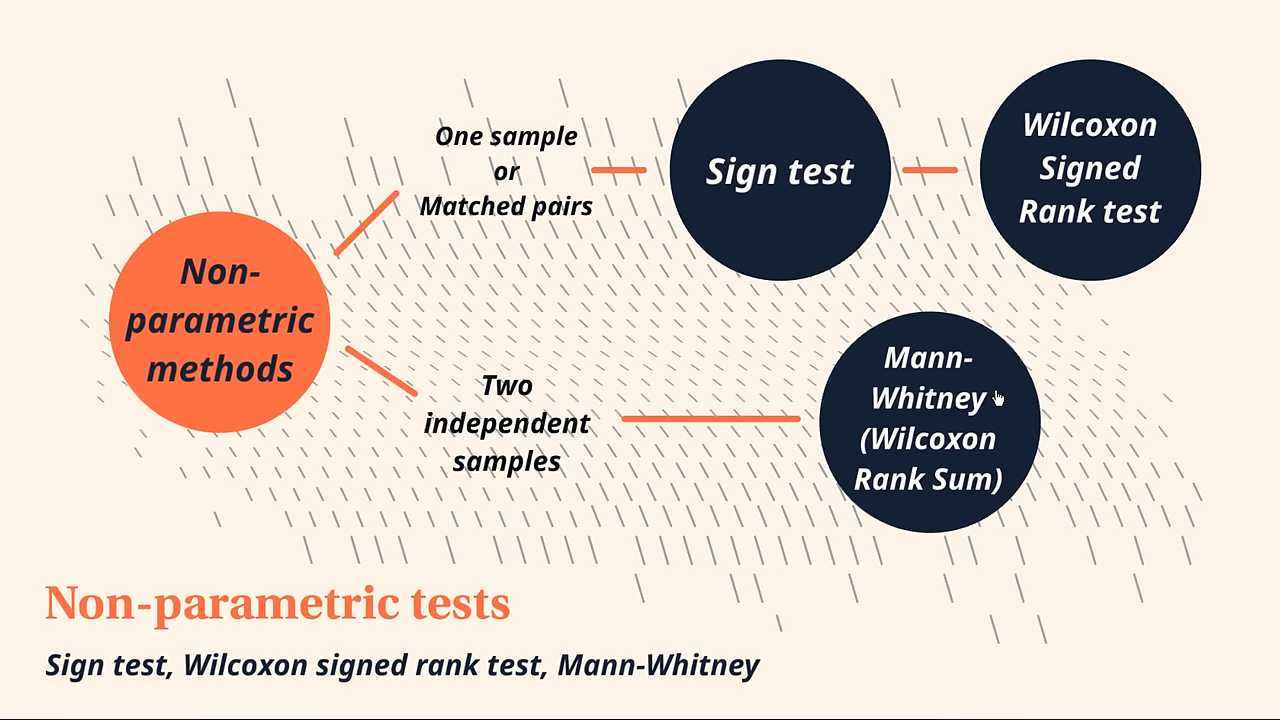 One sample
or
Matched pairs
Sign test
Wilcoxon
Signed
Rank test
Non-
parametric
methods
Two
independent
samples
Mann-
Whitney
(Wilcoxon
Rank Sum)
Non-parametric tests
Sign test, Wilcoxon signed rank test, Mann-Whitney